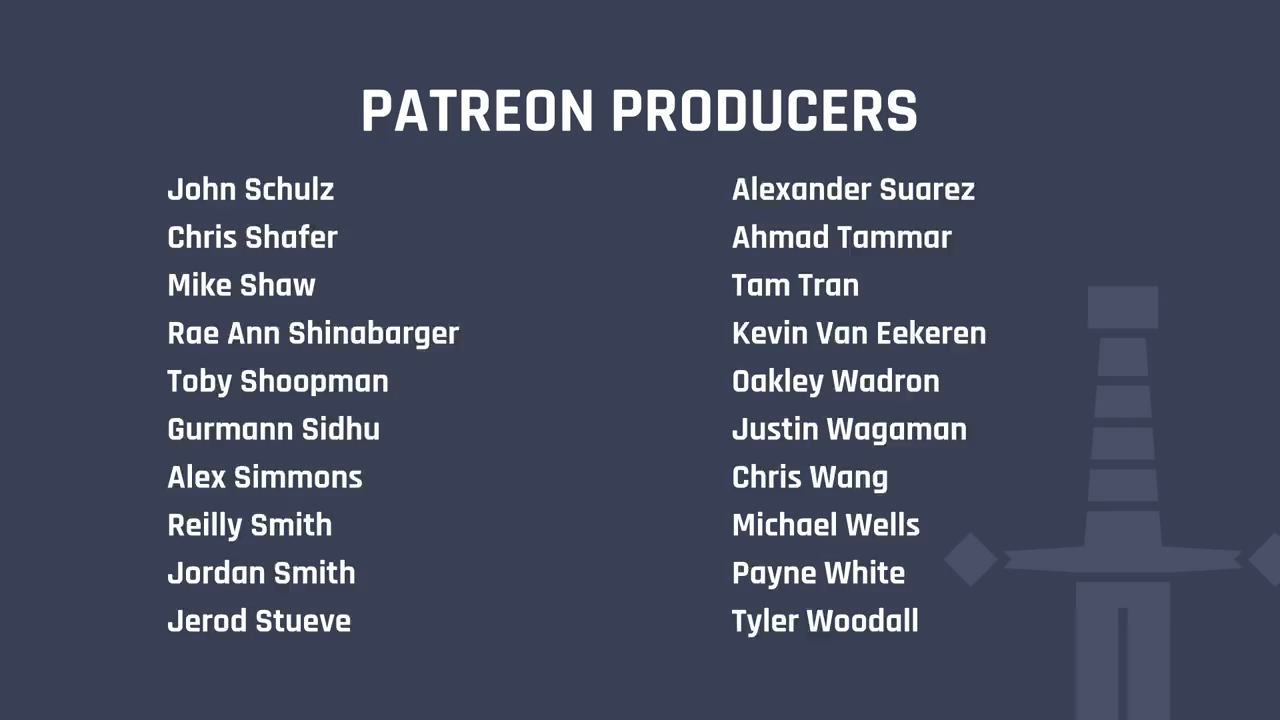 PATREON PRODUCERS
John Schulz
Chris Shafer
Mike Shaw
Rae Ann Shinabarger
Toby Shoopman
Gurmann Sidhu
Alex Simmons
Reilly Smith
Jordan Smith
Jerod Stueve
Alexander Suarez
Ahmad Tammar
Tam Tran
Kevin Van Eekeren
Oakley Wadron
Justin Wagaman
Chris Wang
Michael Wells
Payne White
Tyler Woodall